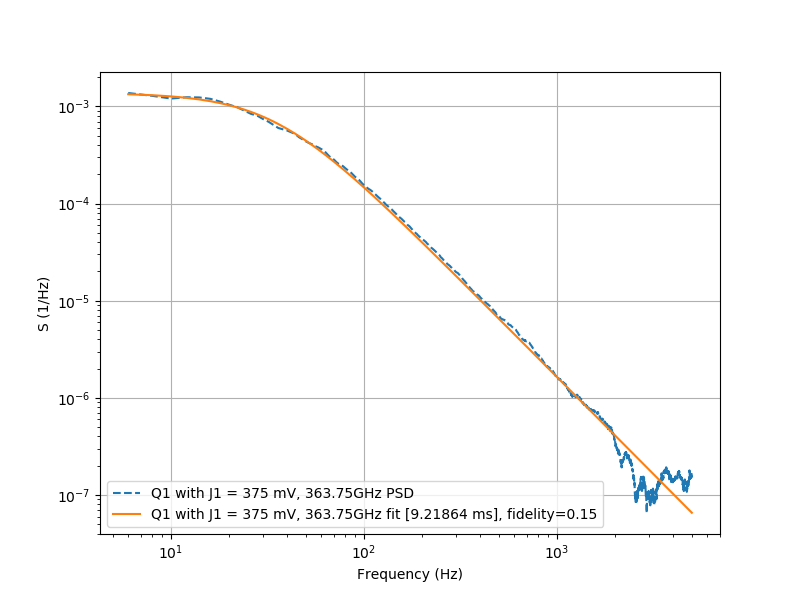 S (1/Hz)
10⁻³
10⁻⁴
10⁻⁵
10⁻⁶
10⁻⁷
Q1 with J1 = 375 mV, 363.75GHz PSD
Q1 with J1 = 375 mV, 363.75GHz fit [9.21864 ms], fidelity=0.15
10¹
10²
10³
Frequency (Hz)